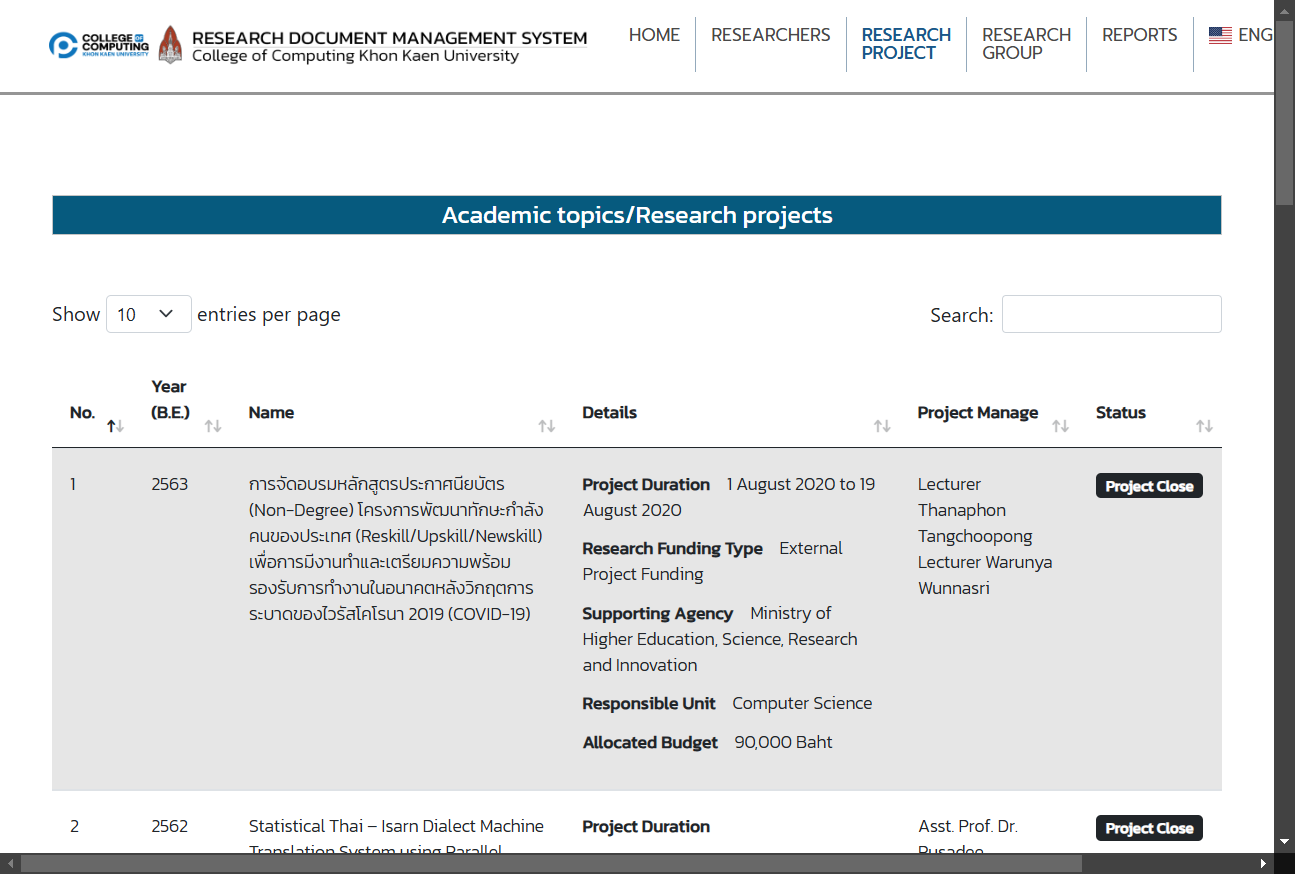 COLLEGE OF
COMPUTING
KHON KAEN UNIVERSITY
RESEARCH DOCUMENT MANAGEMENT SYSTEM
College of Computing Khon Kaen University
HOME
RESEARCHERS
RESEARCH
PROJECT
RESEARCH
GROUP
REPORTS
ENG
Academic topics/Research projects
Show 10 entries per page
Search:
No.
Year
(B.E.)
Name
Details
Project Manage
Status
1
2563
การจัดอบรมหลักสูตรประกาศนียบัตร
(Non-Degree) โครงการพัฒนาทักษะกำลัง
คนของประเทศ (Reskill/Upskill/Newskill)
เพื่อการมีงานทำและเตรียมความพร้อม
รองรับการทำงานในอนาคตหลังวิกฤตการ
ระบาดของไวรัสโคโรนา 2019 (COVID-19)
Project Duration 1 August 2020 to 19
August 2020
Research Funding Type External
Project Funding
Supporting Agency Ministry of
Higher Education, Science, Research
and Innovation
Responsible Unit Computer Science
Allocated Budget 90,000 Baht
Lecturer
Thanaphon
Tangchoopong
Lecturer Warunya
Wunnasri
Project Close
2
2562
Statistical Thai – Isarn Dialect Machine
Translation System using Parallel
Project Duration
Asst. Prof. Dr.
Pusadee
Project Close